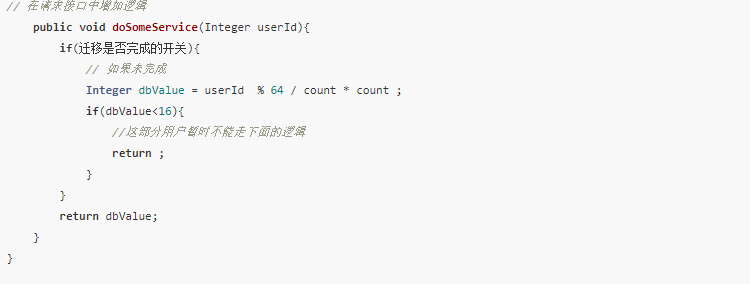 // 在请求接口中增加逻辑
public void doSomeService(Integer userId){
if(迁移是否完成的开关){
// 如果未完成
Integer dbValue = userId  % 64 / count * count ;
if(dbValue<16){
//这部分用户暂时不能走下面的逻辑
return ;
}
}
return dbValue;
}
}